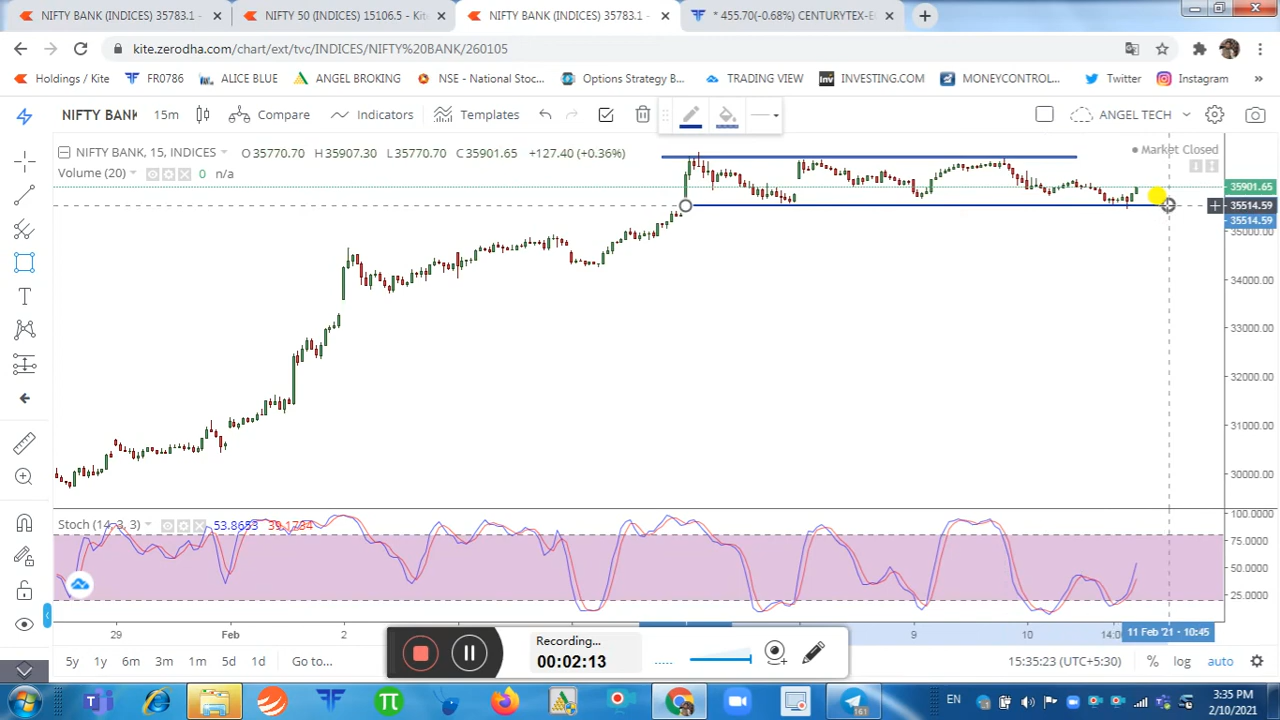 NIFTY BANK (INDICES) 35783.1 -
NIFTY 50 (INDICES) 15106.5 - Kite
NIFTY BANK (INDICES) 35783.1 -
* 455.70(-0.68%) CENTURYTEX-E
kite.zerodha.com/chart/ext/tvc/INDICES/NIFTY%20BANK/260105
Holdings / Kite
FR0786
ALICE BLUE
ANGEL BROKING
NSE - National Stoc...
Options Strategy B...
TRADING VIEW
INVESTING.COM
MONEYCONTROL...
Twitter
Instagram
»
NIFTY BANK
15m
Compare
Indicators
Templates
ANGEL TECH
NIFTY BANK, 15, INDICES
O35770.70 H35907.30 L35770.70 C35901.65 +127.40 (+0.36%)
Market Closed
Volume (20)
0 n/a
35901.65
35514.59
35514.59
35000.00
34000.00
33000.00
32000.00
31000.00
30000.00
Stoch (14, 3, 3)
53.8653 39.1734
100.0000
75.0000
50.0000
25.0000
29
Feb
2
9
10
14:0
11 Feb '21 - 10:45
5y
1y
6m
3m
1m
5d
1d
Go to...
Recording...
00:02:13
15:35:23 (UTC+5:30)
%
log
auto
161
EN
3:35 PM
2/10/2021